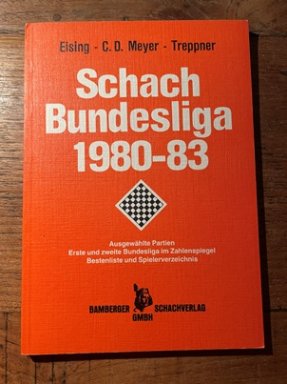 Eising - C. D. Meyer - Treppner
Schach
Bundesliga
1980-83
Ausgewählte Partien
Erste und zweite Bundesliga im Zahlenspiegel
Bestenliste und Spielerverzeichnis
BAMBERGER SCHACHVERLAG
GMBH